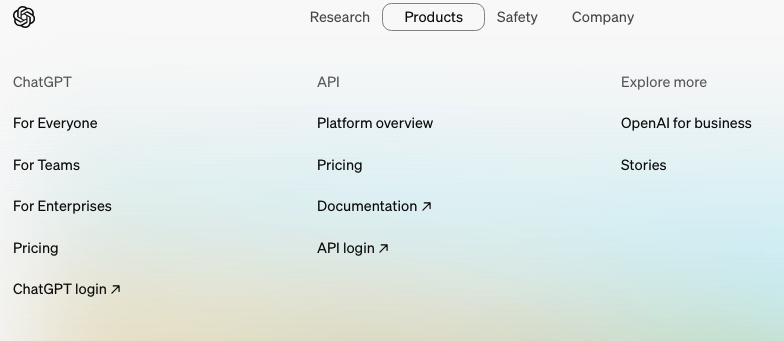 Research Products Safety Company
ChatGPT
For Everyone
For Teams
For Enterprises
Pricing
ChatGPT login ↗
API
Platform overview
Pricing
Documentation ↗
API login ↗
Explore more
OpenAI for business
Stories